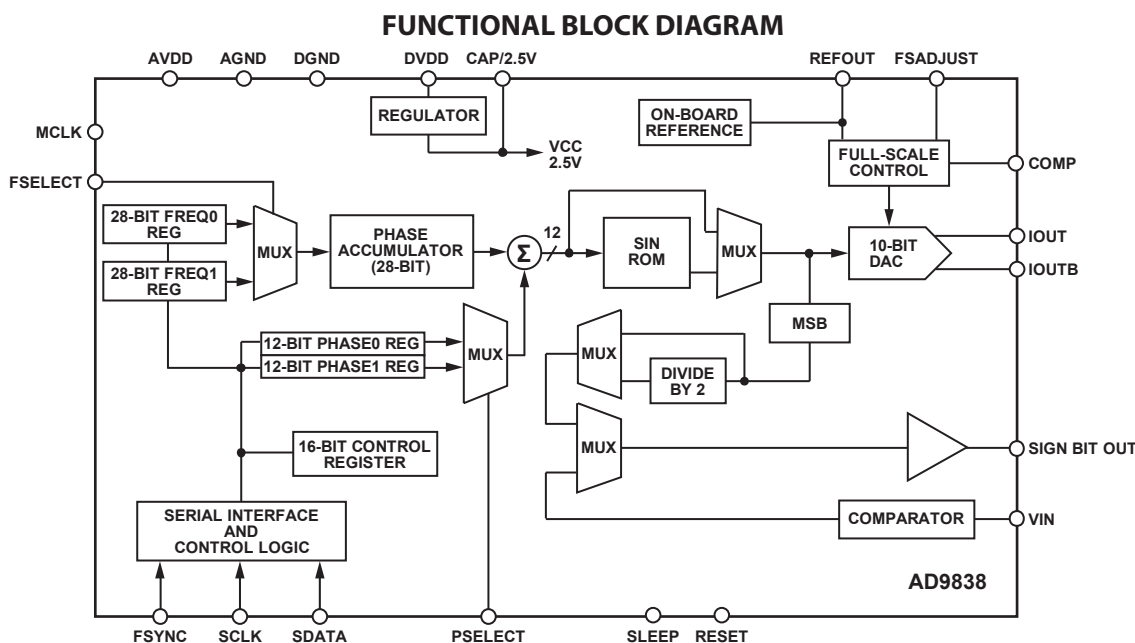 FUNCTIONAL BLOCK DIAGRAM
AVDD
AGND
DGND
DVDD
CAP/2.5V
REFOUT
FSADJUST
MCLK
REGULATOR
VCC
2.5V
ON-BOARD
REFERENCE
FULL-SCALE
CONTROL
COMP
FSELECT
28-BIT FREQ0
REG
28-BIT FREQ1
REG
MUX
PHASE
ACCUMULATOR
(28-BIT)
Σ
12
SIN
ROM
MUX
10-BIT
DAC
IOUT
IOUTB
MSB
12-BIT PHASE0 REG
12-BIT PHASE1 REG
MUX
MUX
DIVIDE
BY 2
16-BIT CONTROL
REGISTER
MUX
SIGN BIT OUT
SERIAL INTERFACE
AND
CONTROL LOGIC
COMPARATOR
VIN
AD9838
FSYNC
SCLK
SDATA
PSELECT
SLEEP
RESET